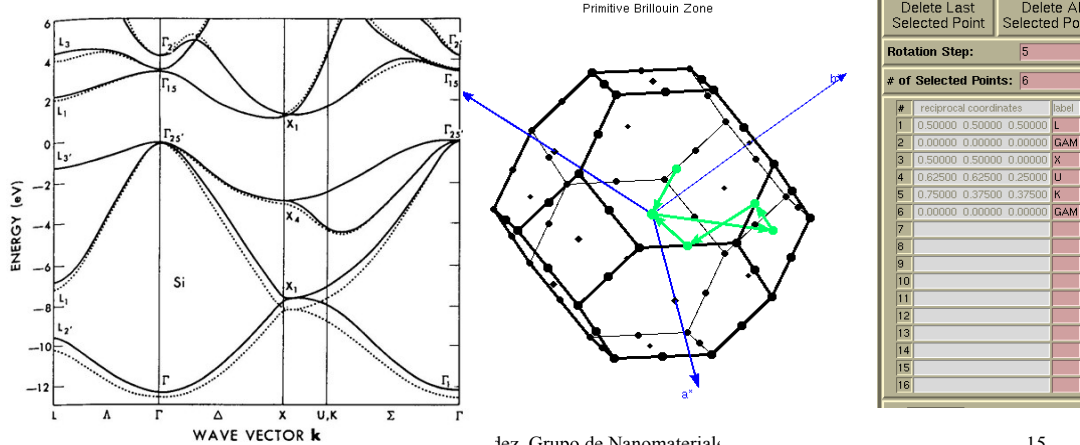 Primitive Brillouin Zone
Delete Last
Selected Point
Delete Al
Selected Po
Rotation Step: 5
# of Selected Points: 6
# reciprocal coordinates label
1 0.50000 0.50000 0.50000 L
2 0.00000 0.00000 0.00000 GAM
3 0.50000 0.50000 0.00000 X
4 0.62500 0.62500 0.25000 U
5 0.75000 0.37500 0.37500 K
6 0.00000 0.00000 0.00000 GAM
7
8
9
10
11
12
13
14
15
16
b*
a*
ENERGY (eV)
6
4
2
0
−2
−4
−6
−8
−10
−12
L3
L1
L3'
L1
L2'
Γ2'
Γ15
Γ25'
Γ
X1
X4
X1
Si
Γ2'
Γ15
Γ25'
Γ1
L Λ Γ Δ X U,K Σ Γ
WAVE VECTOR k
dez. Grupo de Nanomateriale
15